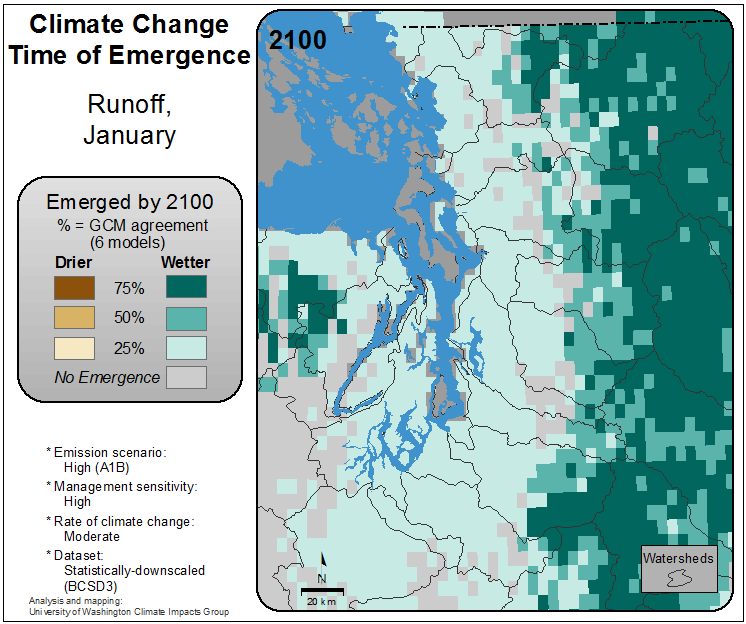 Climate Change
Time of Emergence
Runoff,
January
Emerged by 2100
% = GCM agreement
(6 models)
Drier Wetter
75%
50%
25%
No Emergence
* Emission scenario:
High (A1B)
* Management sensitivity:
High
* Rate of climate change:
Moderate
* Dataset:
Statistically-downscaled
(BCSD3)
Analysis and mapping:
University of Washington Climate Impacts Group
2100
N
20 km
Watersheds